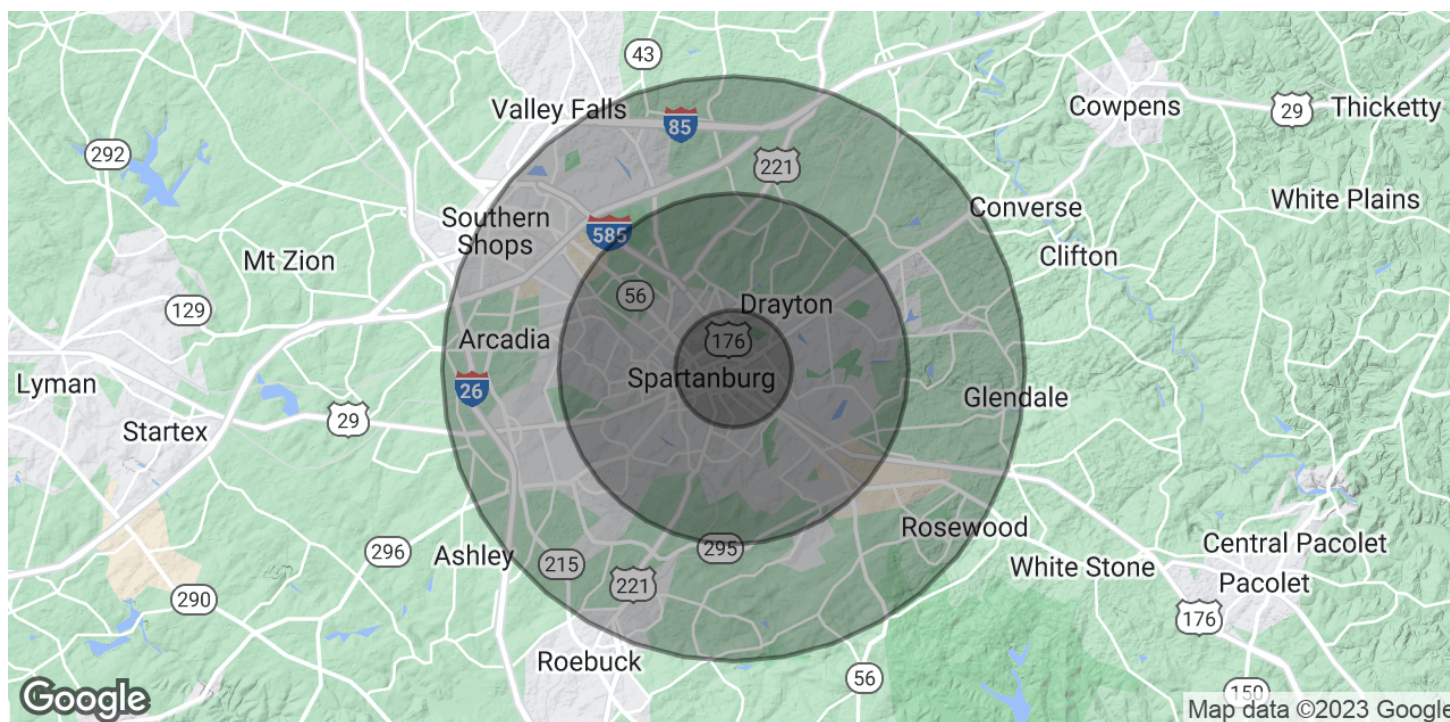 43
Valley Falls
85
Cowpens
29
Thicketty
292
221
White Plains
Converse
Southern
Shops
585
Mt Zion
Clifton
56
Drayton
129
176
Arcadia
Spartanburg
Lyman
26
Glendale
29
Startex
Rosewood
296
295
Ashley
215
Central Pacolet
White Stone
221
Pacolet
290
176
Roebuck
56
150
Google
Map data ©2023 Google